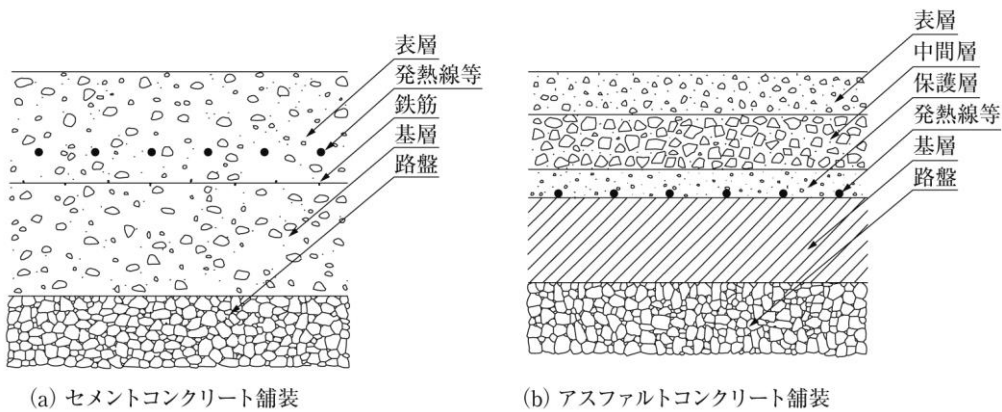 表層
発熱線等
鉄筋
基層
路盤
(a) セメントコンクリート舗装
表層
中間層
保護層
発熱線等
基層
路盤
(b) アスファルトコンクリート舗装